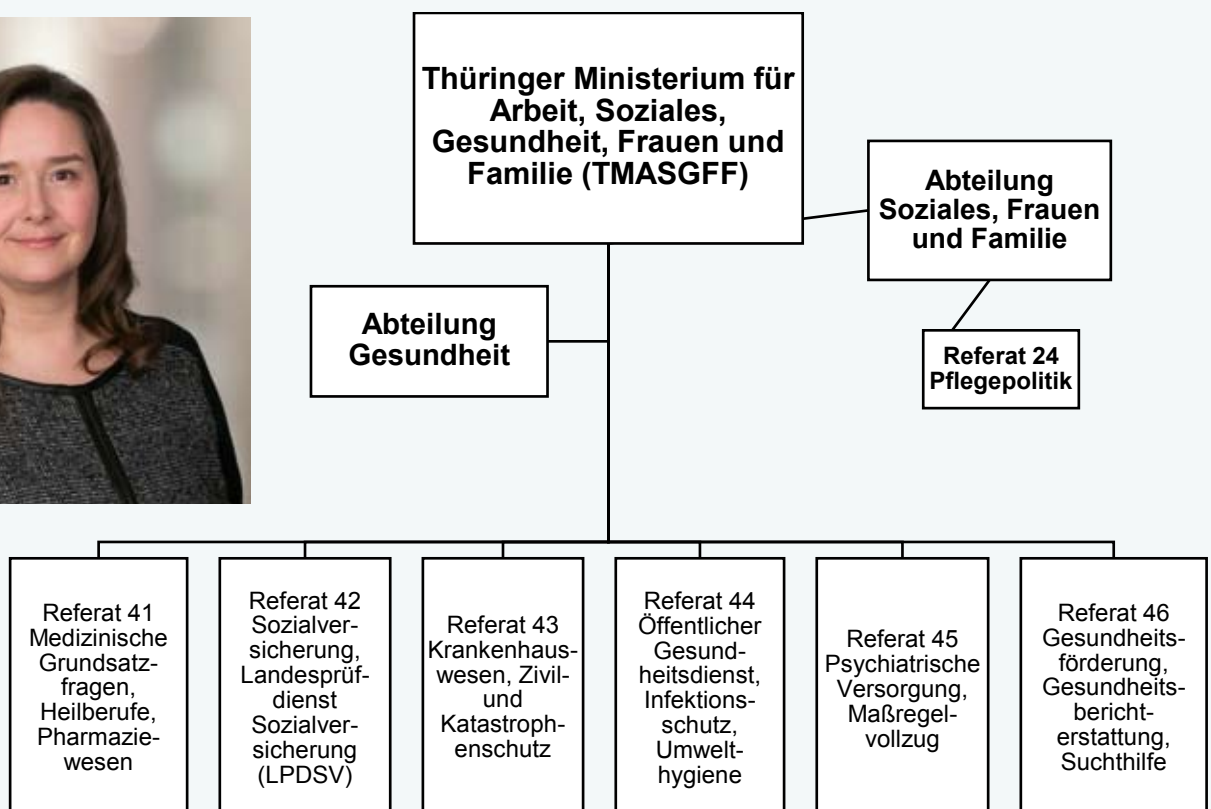 Thüringer Ministerium für
Arbeit, Soziales,
Gesundheit, Frauen und
Familie (TMASGFF)
Abteilung
Soziales, Frauen
und Familie
Abteilung
Gesundheit
Referat 24
Pflegepolitik
Referat 41
Medizinische
Grundsatz-
fragen,
Heilberufe,
Pharmazie-
wesen
Referat 42
Sozialver-
sicherung,
Landesprüf-
dienst
Sozialver-
sicherung
(LPDSV)
Referat 43
Krankenhaus-
wesen, Zivil-
und
Katastroph-
enschutz
Referat 44
Öffentlicher
Gesund-
heitsdienst,
Infektions-
schutz,
Umwelt-
hygiene
Referat 45
Psychiatrische
Versorgung,
Maßregel-
vollzug
Referat 46
Gesundheits-
förderung,
Gesundheits-
bericht-
erstattung,
Suchthilfe